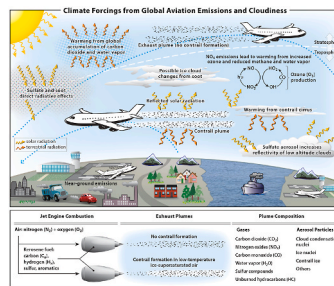 Climate Forcings from Global Aviation Emissions and Cloudiness
Warming from global
accumulation of carbon
dioxide and water vapor
Exhaust plume (no contrail formation)
NOₓ emissions lead to warming from increased
ozone and reduced methane and water vapor
Possible ice cloud
changes from soot
Ozone (O₃)
production
Sulfate and soot
direct radiation effects
Reflected solar radiation
Warming from contrail cirrus
Contrail plume
solar radiation
terrestrial radiation
Sulfate aerosol increases
reflectivity of low altitude clouds
Near-ground emissions
Jet Engine Combustion
Exhaust Plumes
Plume Composition
Air: nitrogen (N₂) + oxygen (O₂)
No contrail formation
Gases
Aerosol Particles
Kerosene fuel:
carbon (C),
hydrogen (H),
sulfur, aromatics
Contrail formation in low-temperature
ice-supersaturated air
Carbon dioxide (CO₂)
Nitrogen oxides (NOₓ)
Carbon monoxide (CO)
Water vapor (H₂O)
Sulfur compounds
Unburned hydrocarbons (HC)
Cloud condensation
nuclei
Ice nuclei
Contrail ice
Others